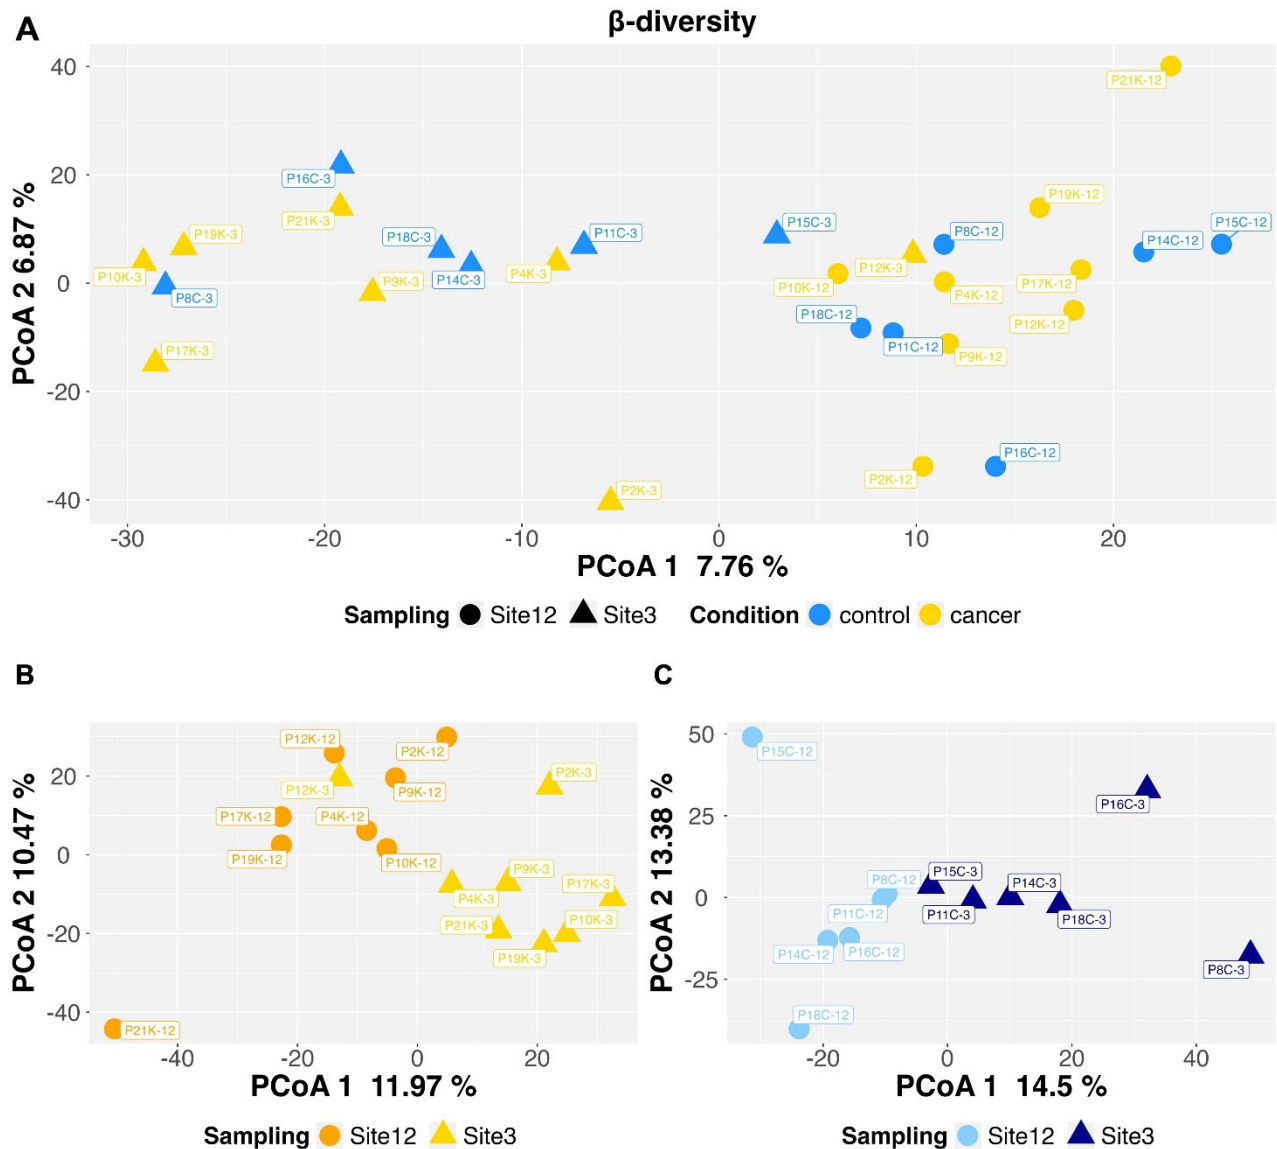 A
β-diversity
PCoA 2 6.87 %
40
20
0
-20
-40
P21K-12
P19K-12
P16C-3
P21K-3
P15C-3
P15C-12
P19K-3
P18C-3
P11C-3
P8C-12
P14C-12
P10K-3
P14C-3
P4K-3
P12K-3
P8C-3
P9K-3
P10K-12
P4K-12
P17K-12
P18C-12
P12K-12
P17K-3
P11C-12
P9K-12
P16C-12
P2K-12
P2K-3
-30
-20
-10
0
10
20
PCoA 1 7.76 %
Sampling Site12 Site3 Condition control cancer
B
PCoA 2 10.47 %
20
0
-20
-40
P12K-12
P2K-12
P2K-3
P12K-3
P9K-12
P17K-12
P4K-12
P19K-12
P10K-12
P9K-3
P17K-3
P4K-3
P21K-3
P10K-3
P19K-3
P21K-12
-40
-20
0
20
PCoA 1 11.97 %
Sampling Site12 Site3
C
PCoA 2 13.38 %
50
25
0
-25
P15C-12
P16C-3
P8C-12
P15C-3
P14C-3
P11C-12
P11C-3
P18C-3
P14C-12
P16C-12
P8C-3
P18C-12
-20
0
20
40
PCoA 1 14.5 %
Sampling Site12 Site3